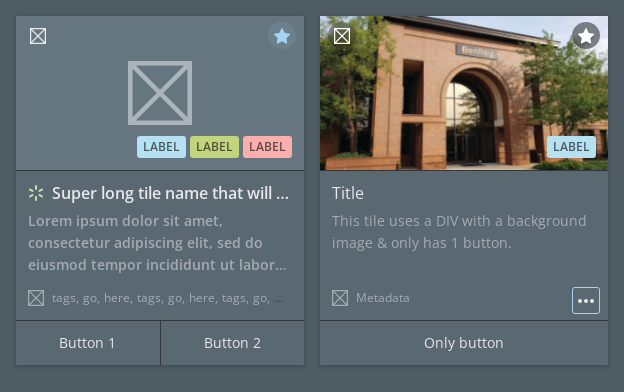 LABEL LABEL LABEL
Super long tile name that will ...
Lorem ipsum dolor sit amet,
consectetur adipiscing elit, sed do
eiusmod tempor incididunt ut labor...
tags, go, here, tags, go, here, tags, go, ...
Button 1 Button 2
Bentley
LABEL
Title
This tile uses a DIV with a background
image & only has 1 button.
Metadata
Only button